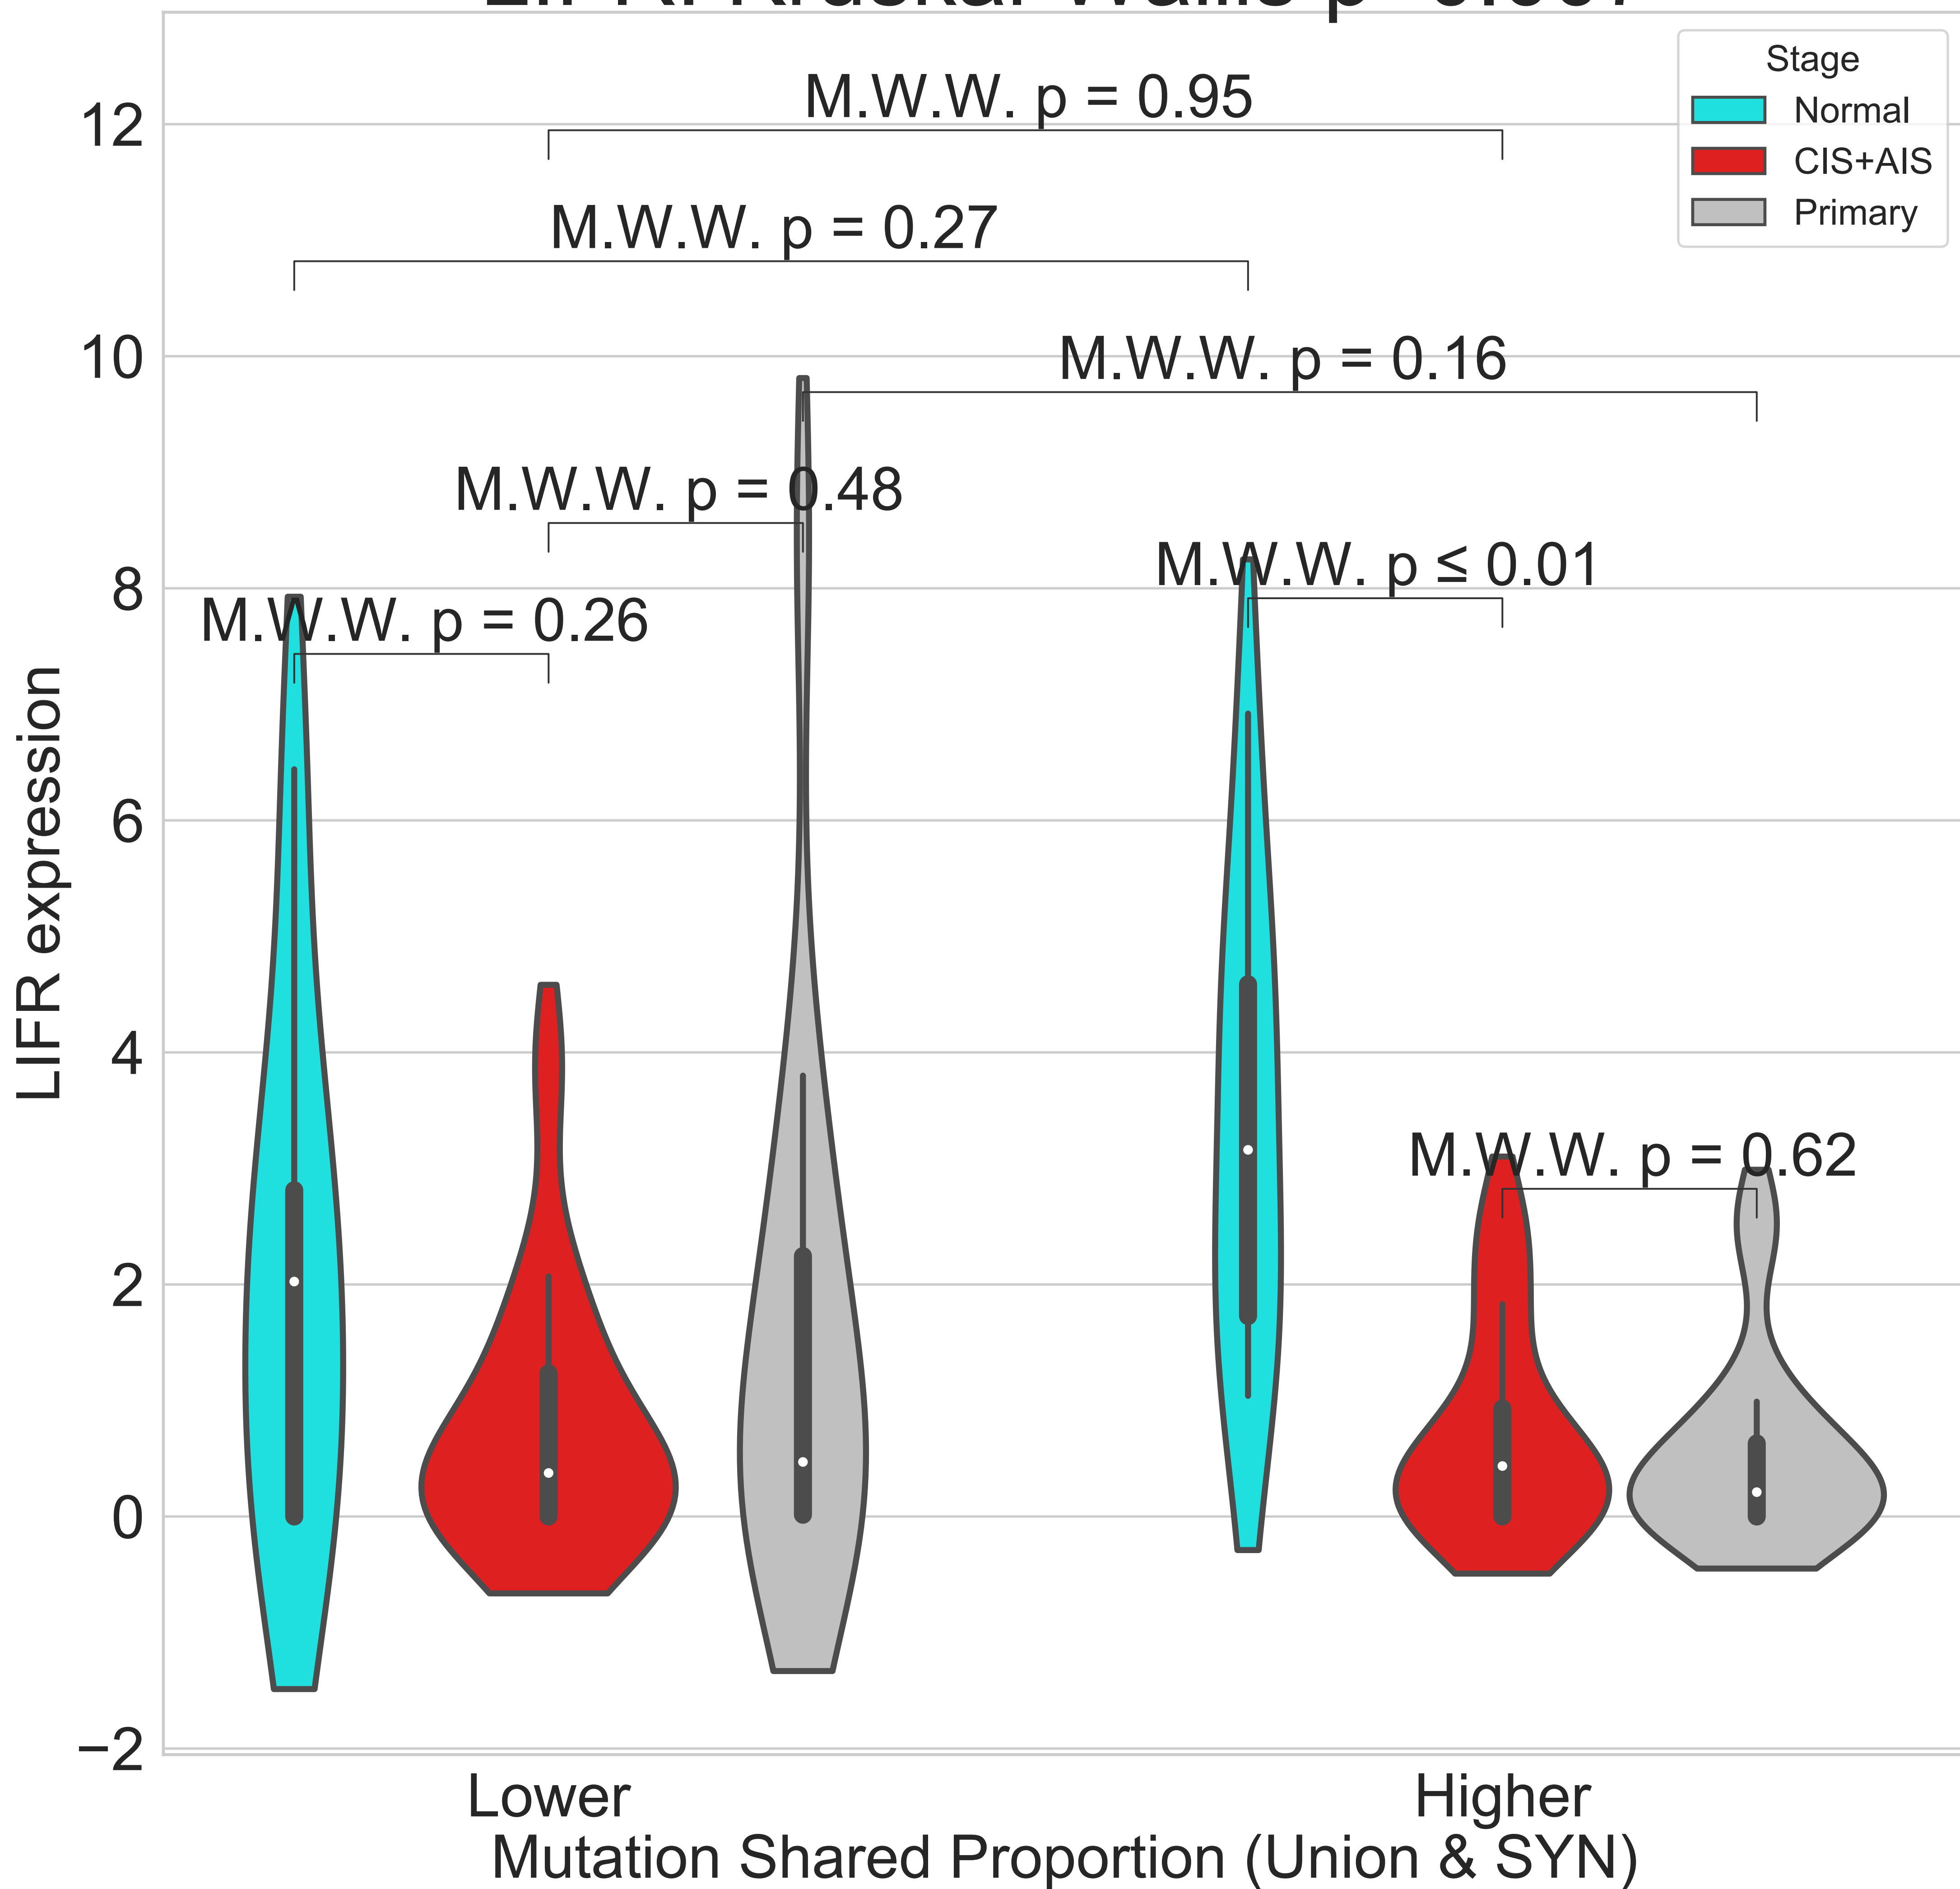 Stage
Normal
CIS+AIS
Primary
M.W.W. p = 0.95
M.W.W. p = 0.27
M.W.W. p = 0.16
M.W.W. p = 0.48
M.W.W. p ≤ 0.01
M.W.W. p = 0.26
M.W.W. p = 0.62
12
10
8
6
4
2
0
−2
LIFR expression
Lower
Higher
Mutation Shared Proportion (Union & SYN)